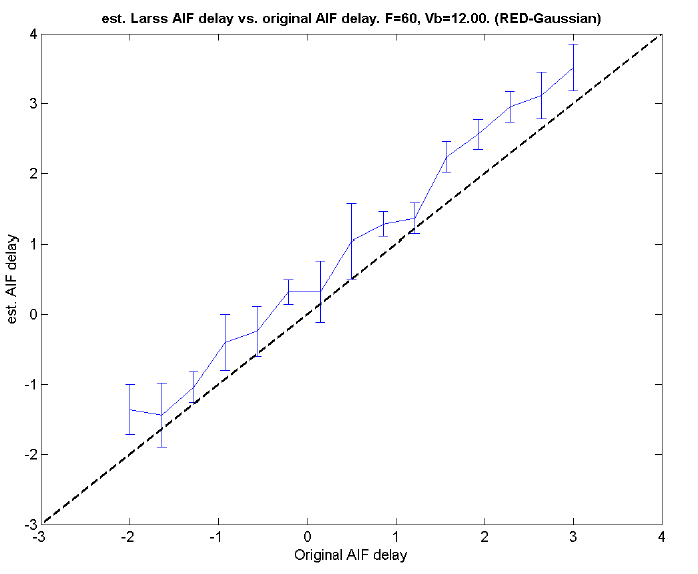 est. Larss AIF delay vs. original AIF delay. F=60, Vb=12.00. (RED-Gaussian)
4
3
2
1
0
-1
-2
-3
est. AIF delay
-3 -2 -1 0 1 2 3 4
Original AIF delay